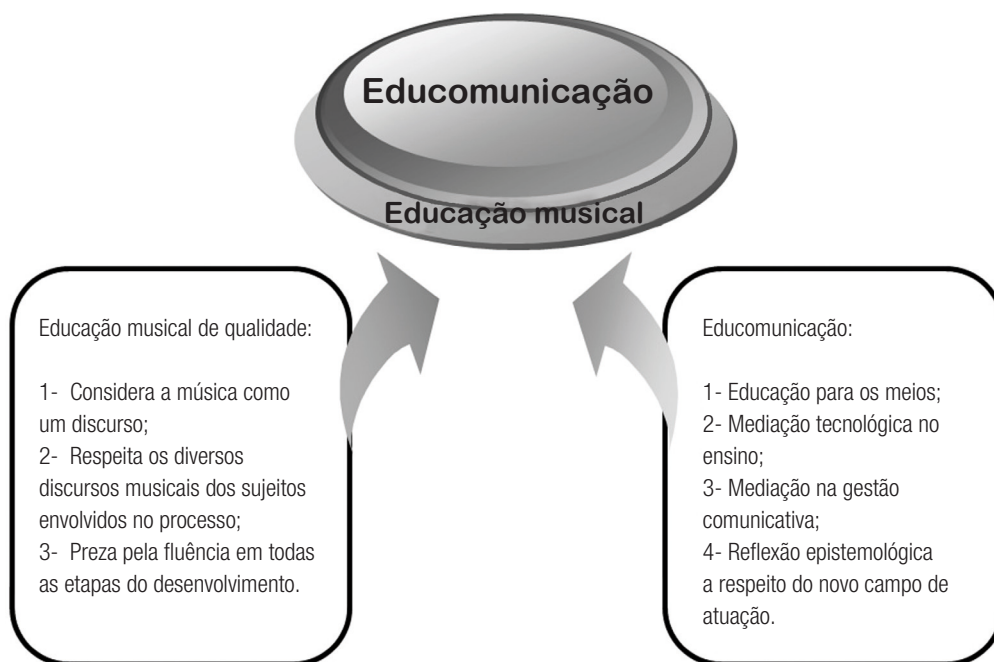 Educomunicação
Educação musical
Educação musical de qualidade:
1- Considera a música como
um discurso;
2- Respeita os diversos
discursos musicais dos sujeitos
envolvidos no processo;
3- Preza pela fluência em todas
as etapas do desenvolvimento.
Educomunicação:
1- Educação para os meios;
2- Mediação tecnológica no
ensino;
3- Mediação na gestão
comunicativa;
4- Reflexão epistemológica
a respeito do novo campo de
atuação.